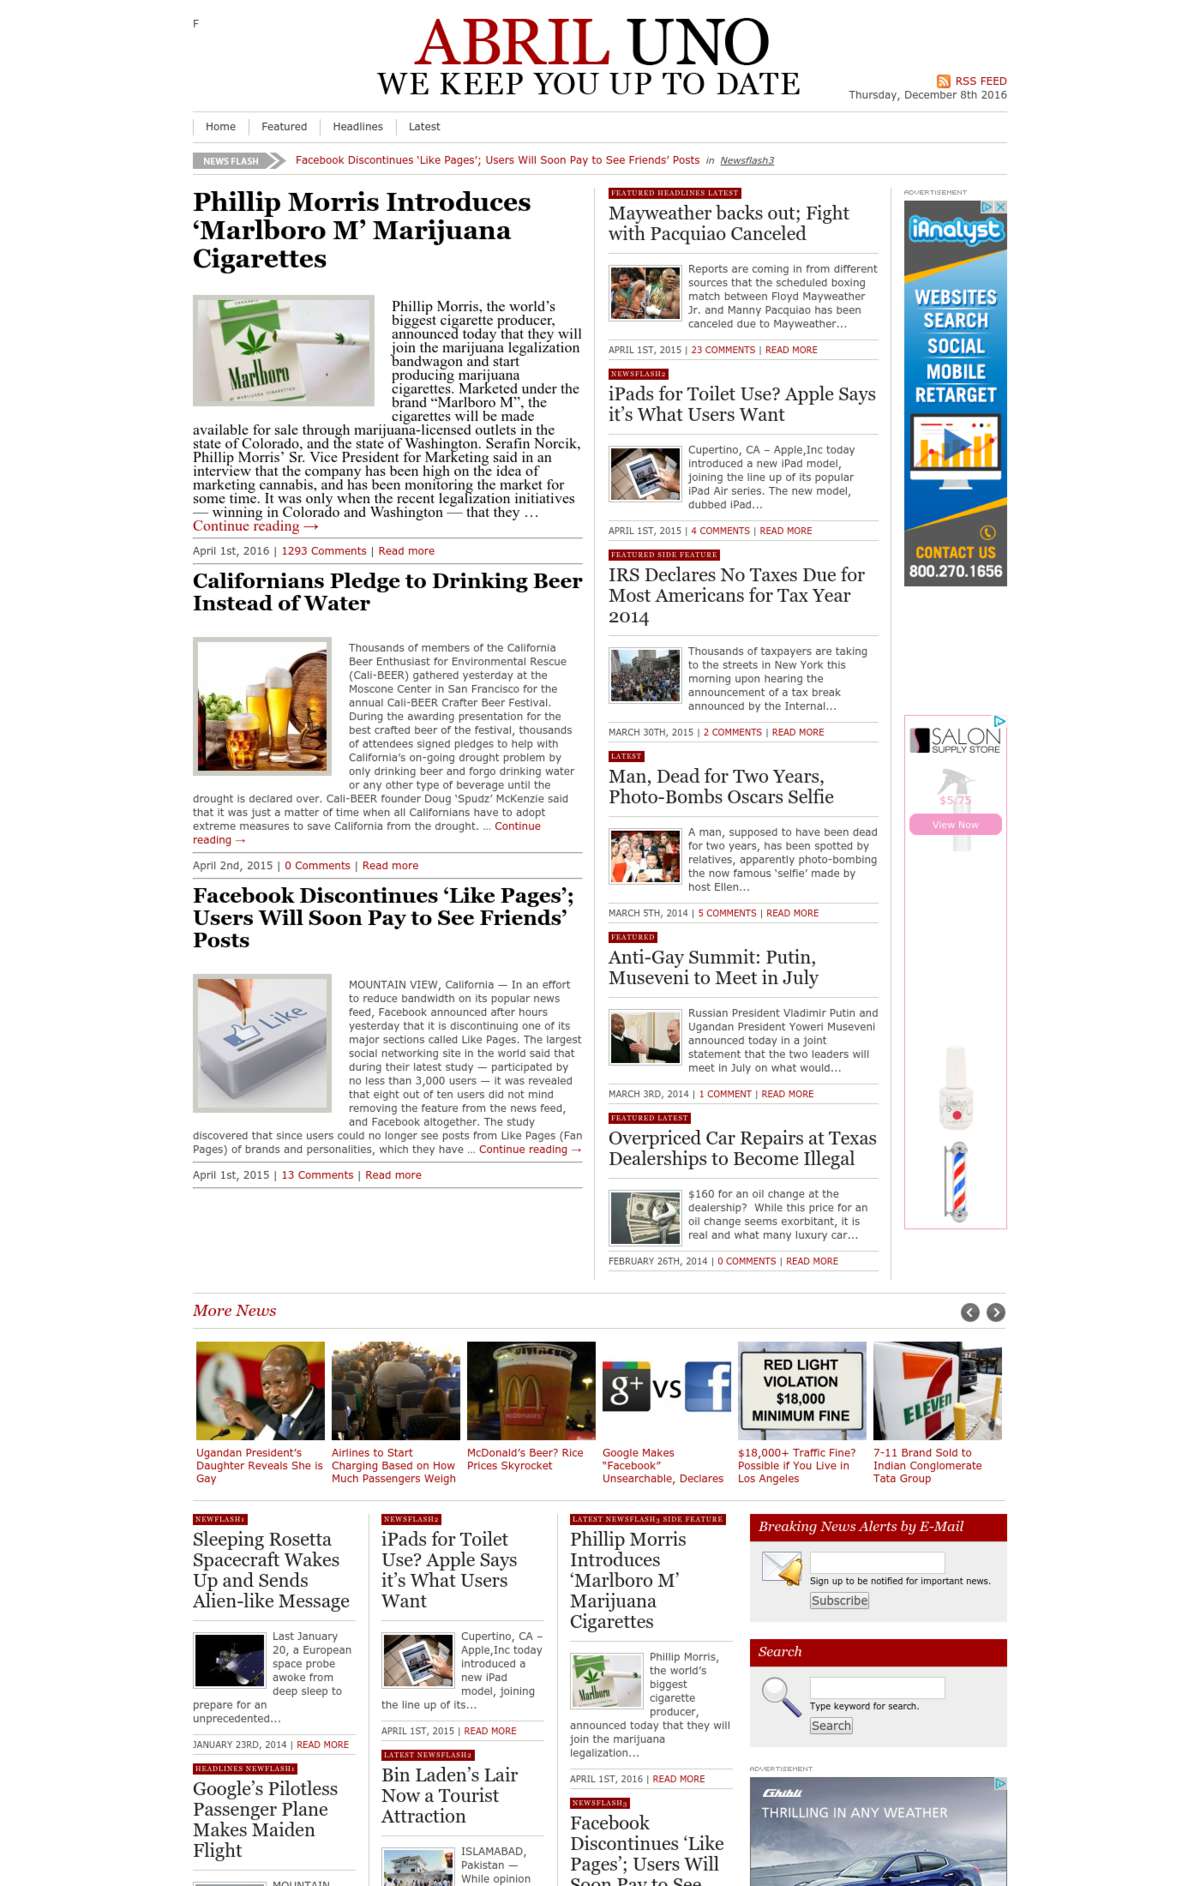 F
ABRIL UNO
WE KEEP YOU UP TO DATE
RSS FEED
Thursday, December 8th 2016
Home
Featured
Headlines
Latest
NEWS FLASH
Facebook Discontinues ‘Like Pages’; Users Will Soon Pay to See Friends’ Posts in Newsflash3
Phillip Morris Introduces
‘Marlboro M’ Marijuana
Cigarettes
Marlboro
Phillip Morris, the world’s
biggest cigarette producer,
announced today that they will
join the marijuana legalization
bandwagon and start
producing marijuana
cigarettes. Marketed under the
brand “Marlboro M”, the
cigarettes will be made
available for sale through marijuana-licensed outlets in the
state of Colorado, and the state of Washington. Serafin Norcik,
Phillip Morris’ Sr. Vice President for Marketing said in an
interview that the company has been high on the idea of
marketing cannabis, and has been monitoring the market for
some time. It was only when the recent legalization initiatives
— winning in Colorado and Washington — that they …
Continue reading →
April 1st, 2016 | 1293 Comments | Read more
Californians Pledge to Drinking Beer
Instead of Water
Thousands of members of the California
Beer Enthusiast for Environmental Rescue
(Cali-BEER) gathered yesterday at the
Moscone Center in San Francisco for the
annual Cali-BEER Crafter Beer Festival.
During the awarding presentation for the
best crafted beer of the festival, thousands
of attendees signed pledges to help with
California’s on-going drought problem by
only drinking beer and forgo drinking water
or any other type of beverage until the
drought is declared over. Cali-BEER founder Doug ‘Spudz’ McKenzie said
that it was just a matter of time when all Californians have to adopt
extreme measures to save California from the drought. … Continue
reading →
April 2nd, 2015 | 0 Comments | Read more
Facebook Discontinues ‘Like Pages’;
Users Will Soon Pay to See Friends’
Posts
Like
MOUNTAIN VIEW, California — In an effort
to reduce bandwidth on its popular news
feed, Facebook announced after hours
yesterday that it is discontinuing one of its
major sections called Like Pages. The largest
social networking site in the world said that
during their latest study — participated by
no less than 3,000 users — it was revealed
that eight out of ten users did not mind
removing the feature from the news feed,
and Facebook altogether. The study
discovered that since users could no longer see posts from Like Pages (Fan
Pages) of brands and personalities, which they have … Continue reading →
April 1st, 2015 | 13 Comments | Read more
FEATURED HEADLINES LATEST
Mayweather backs out; Fight
with Pacquiao Canceled
Reports are coming in from different
sources that the scheduled boxing
match between Floyd Mayweather
Jr. and Manny Pacquiao has been
canceled due to Mayweather...
APRIL 1ST, 2015 | 23 COMMENTS | READ MORE
NEWSFLASH2
iPads for Toilet Use? Apple Says
it’s What Users Want
Cupertino, CA – Apple,Inc today
introduced a new iPad model,
joining the line up of its popular
iPad Air series. The new model,
dubbed iPad...
APRIL 1ST, 2015 | 4 COMMENTS | READ MORE
FEATURED SIDE FEATURE
IRS Declares No Taxes Due for
Most Americans for Tax Year
2014
Thousands of taxpayers are taking
to the streets in New York this
morning upon hearing the
announcement of a tax break
announced by the Internal...
MARCH 30TH, 2015 | 2 COMMENTS | READ MORE
LATEST
Man, Dead for Two Years,
Photo-Bombs Oscars Selfie
A man, supposed to have been dead
for two years, has been spotted by
relatives, apparently photo-bombing
the now famous ‘selfie’ made by
host Ellen...
MARCH 5TH, 2014 | 5 COMMENTS | READ MORE
FEATURED
Anti-Gay Summit: Putin,
Museveni to Meet in July
Russian President Vladimir Putin and
Ugandan President Yoweri Museveni
announced today in a joint
statement that the two leaders will
meet in July on what would...
MARCH 3RD, 2014 | 1 COMMENT | READ MORE
FEATURED LATEST
Overpriced Car Repairs at Texas
Dealerships to Become Illegal
$160 for an oil change at the
dealership? While this price for an
oil change seems exorbitant, it is
real and what many luxury car...
FEBRUARY 26TH, 2014 | 0 COMMENTS | READ MORE
ADVERTISEMENT
iAnalyst
WEBSITES
SEARCH
SOCIAL
MOBILE
RETARGET
CONTACT US
800.270.1656
SALON
SUPPLY STORE
$5.75
View Now
More News
Ugandan President’s
Daughter Reveals She is
Gay
Airlines to Start
Charging Based on How
Much Passengers Weigh
McDonald's
McDonald’s Beer? Rice
Prices Skyrocket
g+ VS f
Google Makes
“Facebook”
Unsearchable, Declares
RED LIGHT
VIOLATION
$18,000
MINIMUM FINE
$18,000+ Traffic Fine?
Possible if You Live in
Los Angeles
7
ELEVEN
7-11 Brand Sold to
Indian Conglomerate
Tata Group
NEWFLASH1
Sleeping Rosetta
Spacecraft Wakes
Up and Sends
Alien-like Message
Last January
20, a European
space probe
awoke from
deep sleep to
prepare for an
unprecedented...
JANUARY 23RD, 2014 | READ MORE
HEADLINES NEWFLASH1
Google’s Pilotless
Passenger Plane
Makes Maiden
Flight
MOUNTAIN
NEWSFLASH2
iPads for Toilet
Use? Apple Says
it’s What Users
Want
Cupertino, CA –
Apple,Inc today
introduced a
new iPad
model, joining
the line up of its...
APRIL 1ST, 2015 | READ MORE
LATEST NEWSFLASH2
Bin Laden’s Lair
Now a Tourist
Attraction
ISLAMABAD,
Pakistan —
While opinion
LATEST NEWSFLASH3 SIDE FEATURE
Phillip Morris
Introduces
‘Marlboro M’
Marijuana
Cigarettes
Marlboro
Phillip Morris,
the world’s
biggest
cigarette
producer,
announced today that they will
join the marijuana
legalization...
APRIL 1ST, 2016 | READ MORE
NEWSFLASH3
Facebook
Discontinues ‘Like
Pages’; Users Will
Soon Pay to See
Breaking News Alerts by E-Mail
Sign up to be notified for important news.
Subscribe
Search
Type keyword for search.
Search
ADVERTISEMENT
Ghibli
THRILLING IN ANY WEATHER